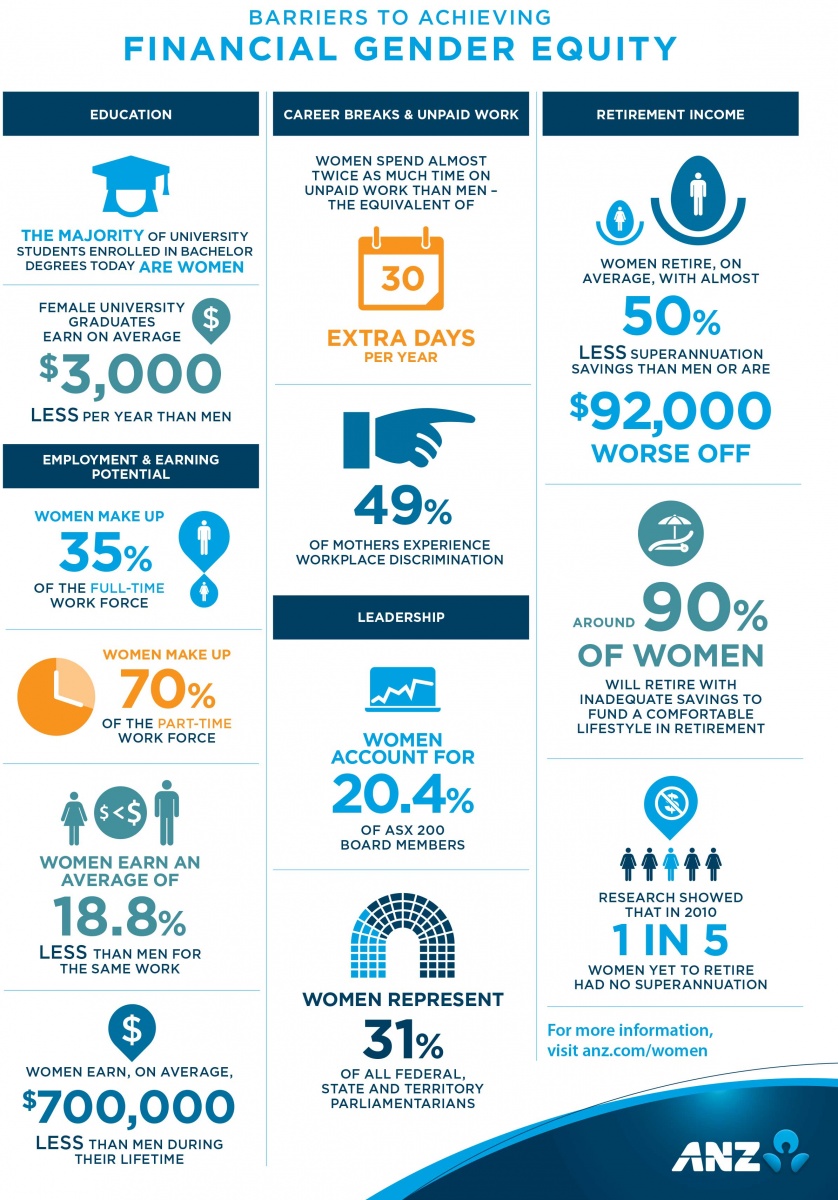 BARRIERS TO ACHIEVING
FINANCIAL GENDER EQUITY
EDUCATION
THE MAJORITY OF UNIVERSITY
STUDENTS ENROLLED IN BACHELOR
DEGREES TODAY ARE WOMEN
FEMALE UNIVERSITY
GRADUATES
EARN ON AVERAGE
$
$3,000
LESS PER YEAR THAN MEN
EMPLOYMENT & EARNING
POTENTIAL
WOMEN MAKE UP
35%
OF THE FULL-TIME
WORK FORCE
WOMEN MAKE UP
70%
OF THE PART-TIME
WORK FORCE
$<$
WOMEN EARN AN
AVERAGE OF
18.8%
LESS THAN MEN FOR
THE SAME WORK
$
WOMEN EARN, ON AVERAGE,
$700,000
LESS THAN MEN DURING
THEIR LIFETIME
CAREER BREAKS & UNPAID WORK
WOMEN SPEND ALMOST
TWICE AS MUCH TIME ON
UNPAID WORK THAN MEN –
THE EQUIVALENT OF
30
EXTRA DAYS
PER YEAR
49%
OF MOTHERS EXPERIENCE
WORKPLACE DISCRIMINATION
LEADERSHIP
WOMEN
ACCOUNT FOR
20.4%
OF ASX 200
BOARD MEMBERS
WOMEN REPRESENT
31%
OF ALL FEDERAL,
STATE AND TERRITORY
PARLIAMENTARIANS
RETIREMENT INCOME
WOMEN RETIRE, ON
AVERAGE, WITH ALMOST
50%
LESS SUPERANNUATION
SAVINGS THAN MEN OR ARE
$92,000
WORSE OFF
AROUND 90%
OF WOMEN
WILL RETIRE WITH
INADEQUATE SAVINGS TO
FUND A COMFORTABLE
LIFESTYLE IN RETIREMENT
$
RESEARCH SHOWED
THAT IN 2010
1 IN 5
WOMEN YET TO RETIRE
HAD NO SUPERANNUATION
For more information,
visit anz.com/women
ANZ